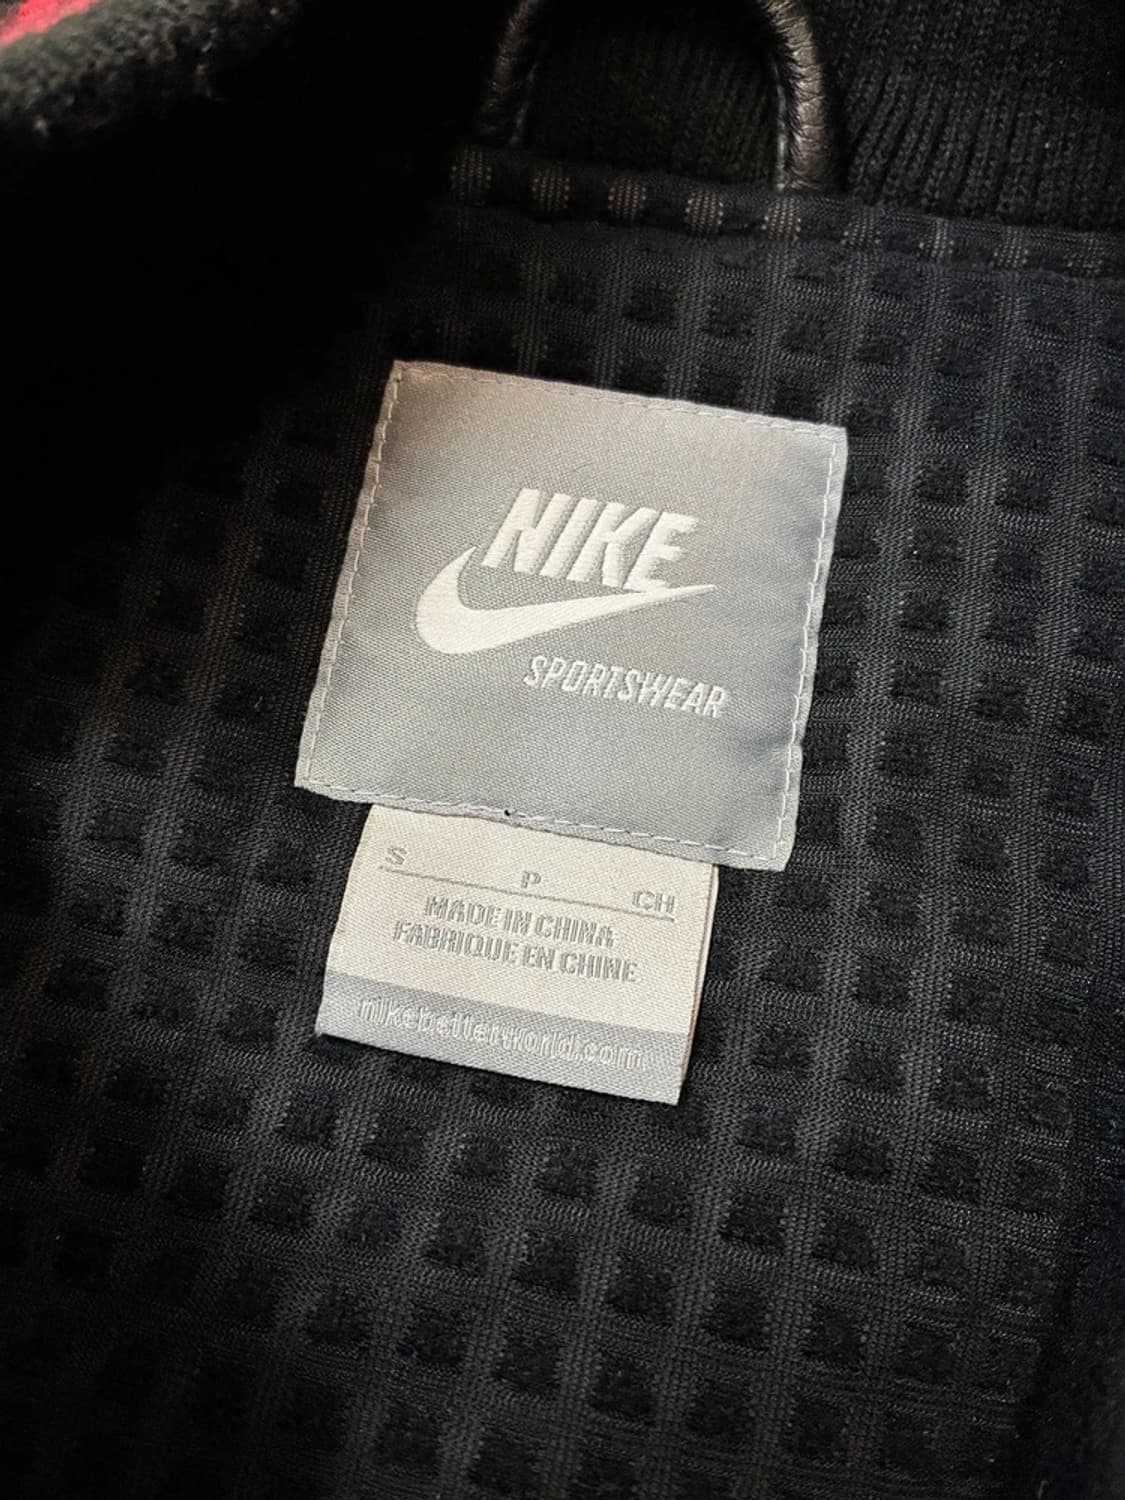 NIKE
SPORTSWEAR
S P CH
MADE IN CHINA
FABRIQUE EN CHINE
nikebetterworld.com